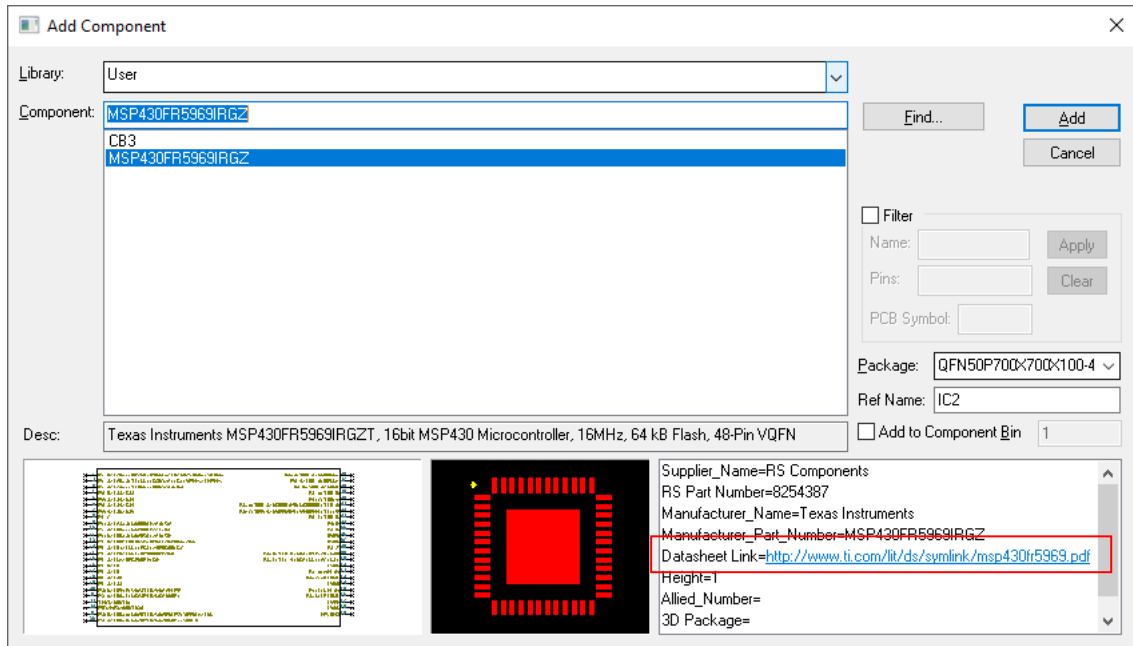 Add Component
Library:
User
Component:
MSP430FR5969IRGZ
CB3
MSP430FR5969IRGZ
Find...
Add
Cancel
Filter
Name:
Apply
Pins:
Clear
PCB Symbol:
Package:
QFN50P700X700X100-4
Ref Name:
IC2
Desc:
Texas Instruments MSP430FR5969IRGZT, 16bit MSP430 Microcontroller, 16MHz, 64 kB Flash, 48-Pin VQFN
Add to Component Bin
1
Supplier_Name=RS Components
RS Part Number=8254387
Manufacturer_Name=Texas Instruments
Manufacturer_Part_Number=MSP430FR5969IRGZ
Datasheet Link=http://www.ti.com/lit/ds/symlink/msp430fr5969.pdf
Height=1
Allied_Number=
3D Package=